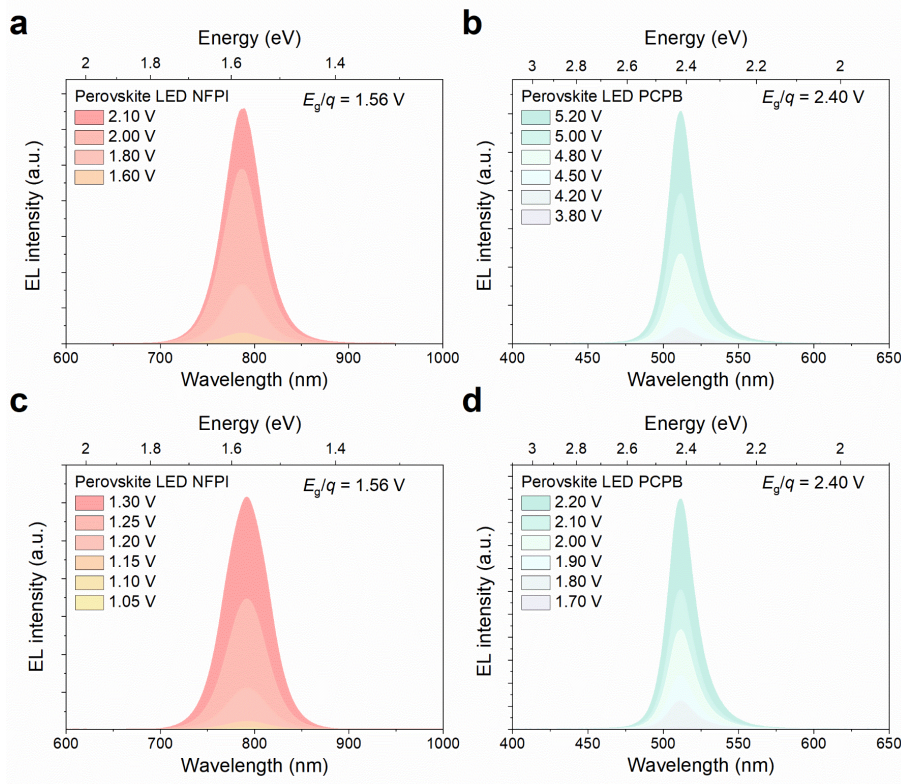 a
Energy (eV)
2 1.8 1.6 1.4
Perovskite LED NFPI
Eg/q = 1.56 V
2.10 V
2.00 V
1.80 V
1.60 V
EL intensity (a.u.)
600 700 800 900 1000
Wavelength (nm)
b
Energy (eV)
3 2.8 2.6 2.4 2.2 2
Perovskite LED PCPB
Eg/q = 2.40 V
5.20 V
5.00 V
4.80 V
4.50 V
4.20 V
3.80 V
EL intensity (a.u.)
400 450 500 550 600 650
Wavelength (nm)
c
Energy (eV)
2 1.8 1.6 1.4
Perovskite LED NFPI
Eg/q = 1.56 V
1.30 V
1.25 V
1.20 V
1.15 V
1.10 V
1.05 V
EL intensity (a.u.)
600 700 800 900 1000
Wavelength (nm)
d
Energy (eV)
3 2.8 2.6 2.4 2.2 2
Perovskite LED PCPB
Eg/q = 2.40 V
2.20 V
2.10 V
2.00 V
1.90 V
1.80 V
1.70 V
EL intensity (a.u.)
400 450 500 550 600 650
Wavelength (nm)